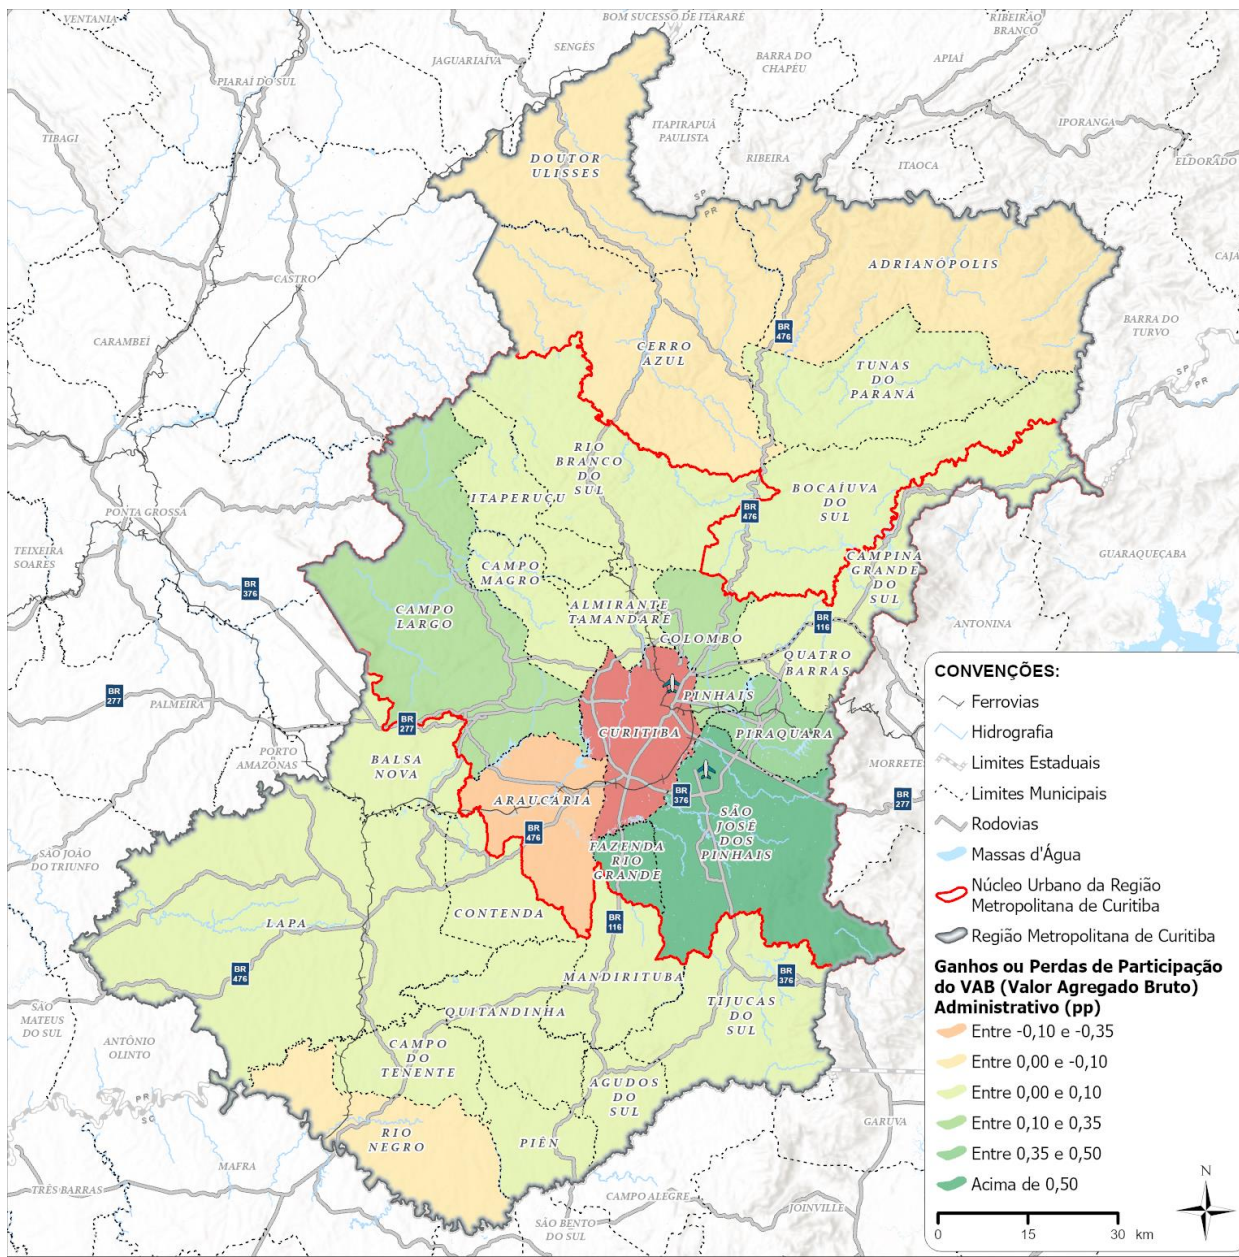 VENTANIA
BOM SUCESSO DE ITARARÉ
RIBEIRÃO
BRANCO
SENGÉS
JAGUARIAÍVA
BARRA DO
CHAPÉU
APIAÍ
PIARAÍ DO SUL
TIBAGI
ITAPIRAPUÃ
PAULISTA
IPORANGA
RIBEIRA
ITAOCA
ELDORADO
DOUTOR
ULISSES
SP
PR
CASTRO
ADRIANÓPOLIS
CAJA
BARRA DO
TURVO
CARAMBEÍ
BR
476
CERRO
AZUL
TUNAS
DO
PARANÁ
SP
PR
RIO
BRANCO
DO
SUL
ITAPERUÇU
BOCAIÚVA
DO
SUL
BR
476
PONTA GROSSA
TEIXEIRA
SOARES
GUARAQUEÇABA
CAMPINA
GRANDE
DO
SUL
CAMPO
MAGRO
BR
376
CAMPO
LARGO
ALMIRANTE
TAMANDARÉ
BR
116
ANTONINA
COLOMBO
QUATRO
BARRAS
BR
277
PALMEIRA
PINHAIS
BR
277
CURITIBA
PIRAQUARA
PORTO
AMAZONAS
BALSA
NOVA
MORRETES
ARAUCÁRIA
BR
376
BR
277
BR
476
SÃO
JOSÉ
DOS
PINHAIS
FAZENDA
RIO
GRANDE
SÃO JOÃO
DO TRIUNFO
CONTENDA
LAPA
BR
116
BR
476
MANDIRITUBA
BR
376
TIJUCAS
DO
SUL
SÃO
MATEUS
DO SUL
QUITANDINHA
ANTÔNIO
OLINTO
CAMPO
DO
TENENTE
AGUDOS
DO
SUL
PR
SC
GARUVA
RIO
NEGRO
PIÊN
MAFRA
TRÊS BARRAS
CAMPO ALEGRE
JOINVILLE
SÃO BENTO
DO SUL
CONVENÇÕES:
Ferrovias
Hidrografia
Limites Estaduais
Limites Municipais
Rodovias
Massas d'Água
Núcleo Urbano da Região
Metropolitana de Curitiba
Região Metropolitana de Curitiba
Ganhos ou Perdas de Participação
do VAB (Valor Agregado Bruto)
Administrativo (pp)
Entre -0,10 e -0,35
Entre 0,00 e -0,10
Entre 0,00 e 0,10
Entre 0,10 e 0,35
Entre 0,35 e 0,50
Acima de 0,50
N
0 15 30 km